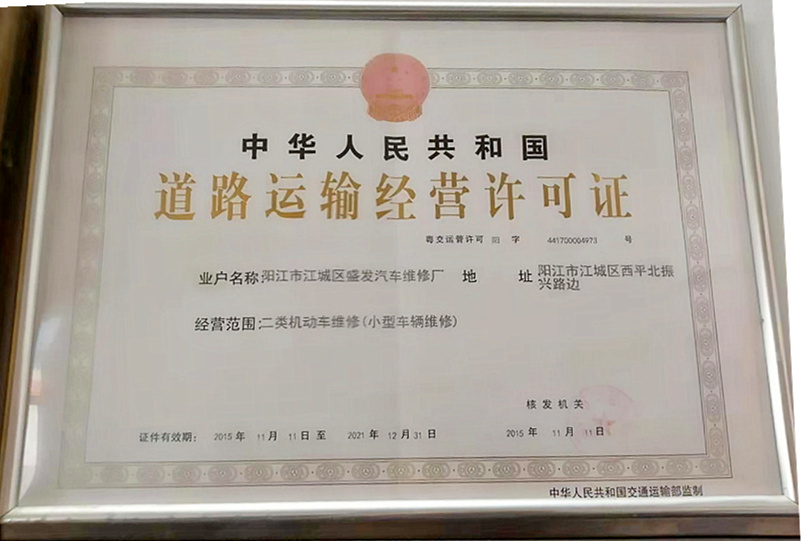 中华人民共和国
道路运输经营许可证
粤交运管许可 阳 字 441700004973 号
业户名称:阳江市江城区盛发汽车维修厂 地 址 阳江市江城区西平北振
兴路边
经营范围:二类机动车维修(小型车辆维修)
核发机关
证件有效期: 2015 年 11 月 11 日 至 2021 年 12 月 31 日 2015 年 11 月 11 日
中华人民共和国交通运输部监制